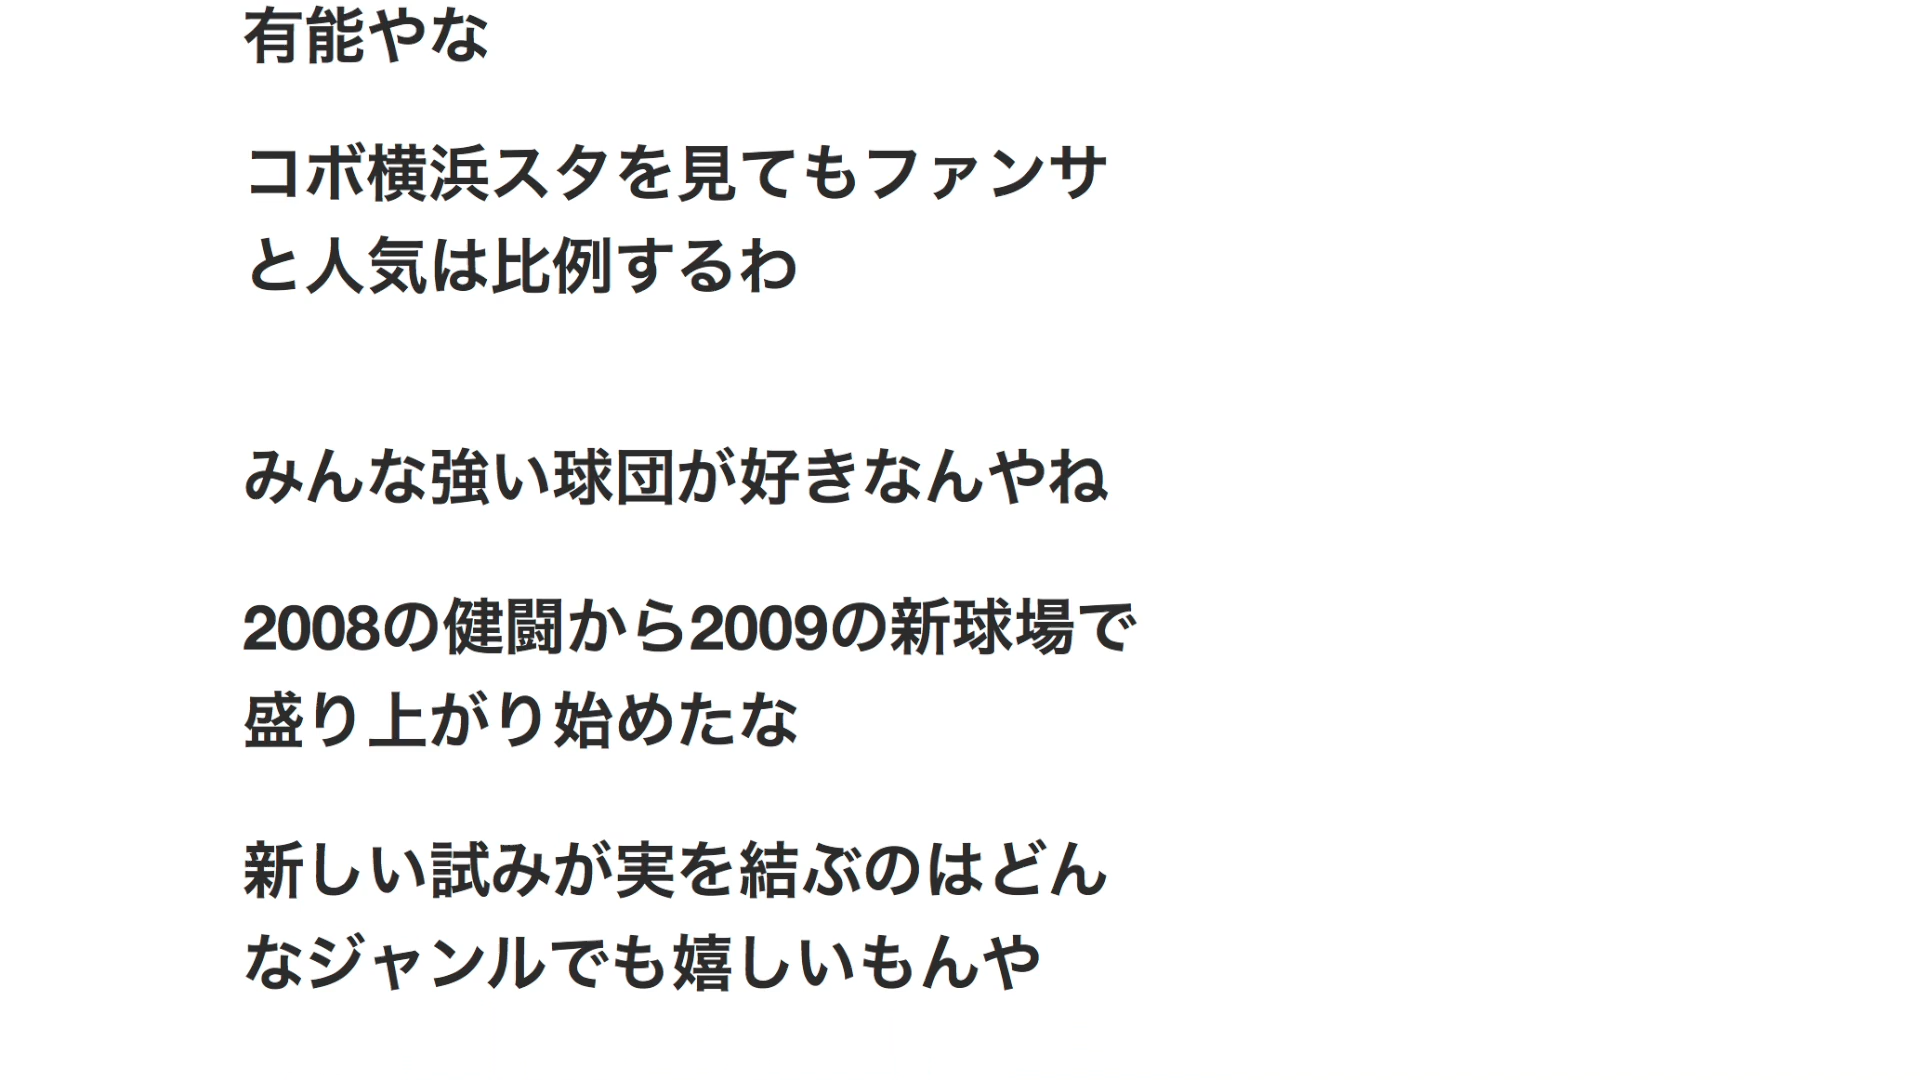 有能やな
コボ横浜スタを見てもファンサ
と人気は比例するわ
みんな強い球団が好きなんやね
2008の健闘から2009の新球場で
盛り上がり始めたな
新しい試みが実を結ぶのはどん
なジャンルでも嬉しいもんや